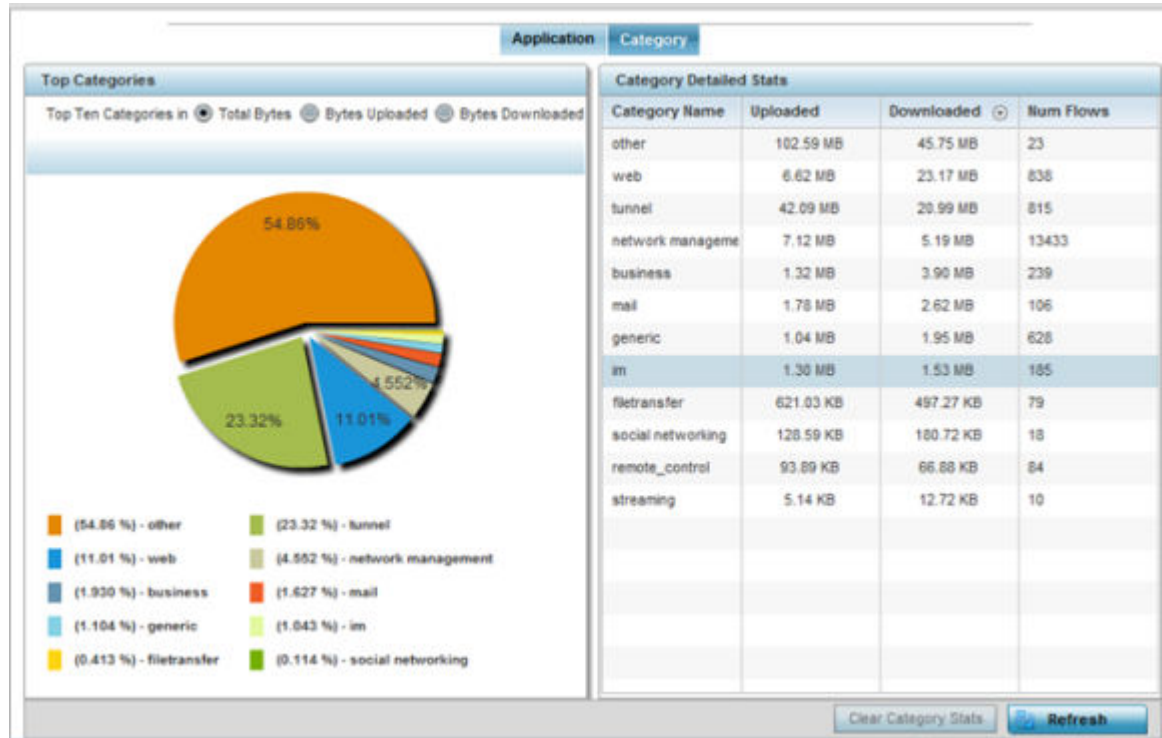 Application Category
Top Categories
Top Ten Categories in Total Bytes Bytes Uploaded Bytes Downloaded
54.86%
4.552%
23.32%
11.01%
(54.86 %) - other
(23.32 %) - tunnel
(11.01 %) - web
(4.552 %) - network management
(1.930 %) - business
(1.627 %) - mail
(1.104 %) - generic
(1.043 %) - im
(0.413 %) - filetransfer
(0.114 %) - social networking
Category Detailed Stats
Category Name Uploaded Downloaded Num Flows
other 102.59 MB 45.75 MB 23
web 6.62 MB 23.17 MB 838
tunnel 42.09 MB 20.99 MB 815
network manageme 7.12 MB 5.19 MB 13433
business 1.32 MB 3.90 MB 239
mail 1.78 MB 2.62 MB 106
generic 1.04 MB 1.95 MB 628
im 1.30 MB 1.53 MB 185
filetransfer 621.03 KB 497.27 KB 79
social networking 128.59 KB 180.72 KB 18
remote_control 93.89 KB 66.88 KB 84
streaming 5.14 KB 12.72 KB 10
Clear Category Stats Refresh